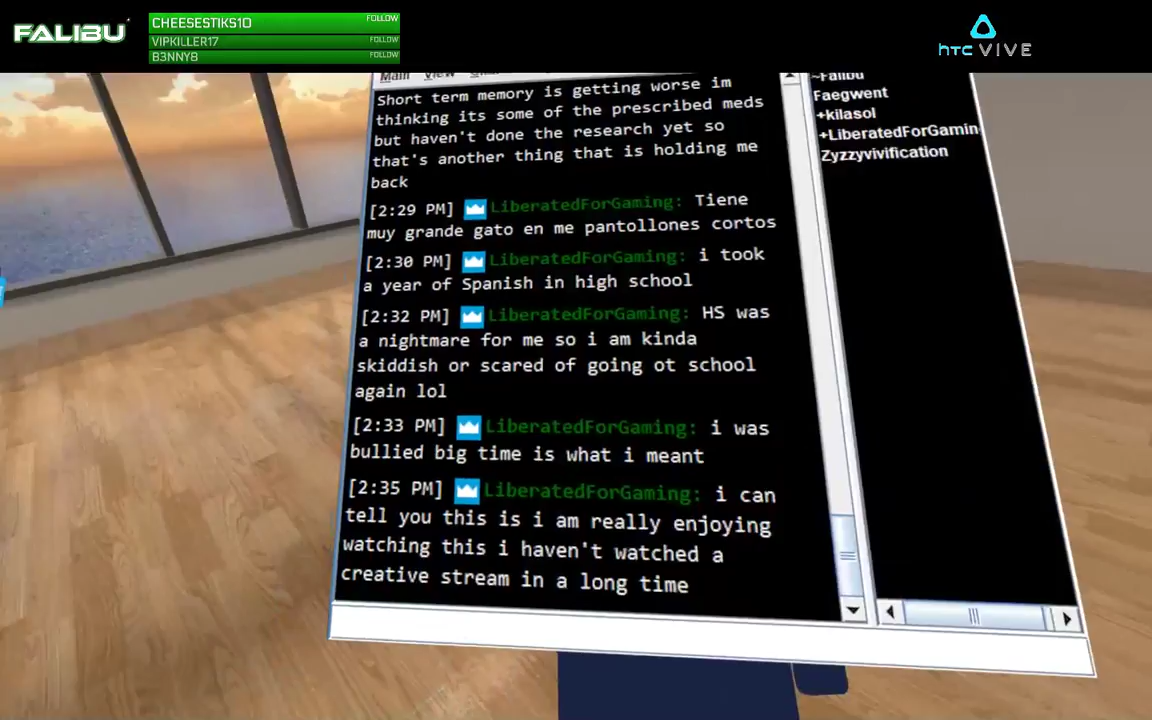 FALIBU
CHEESESTIKS1D FOLLOW
VIPKILLER17 FOLLOW
B3NNY8 FOLLOW
hTC VIVE
Main View
Short term memory is getting worse im
thinking its some of the prescribed meds
but haven't done the research yet so
that's another thing that is holding me
back
[2:29 PM] LiberatedForGaming: Tiene
muy grande gato en me pantollones cortos
[2:30 PM] LiberatedForGaming: i took
a year of Spanish in high school
[2:32 PM] LiberatedForGaming: HS was
a nightmare for me so i am kinda
skiddish or scared of going ot school
again lol
[2:33 PM] LiberatedForGaming: i was
bullied big time is what i meant
[2:35 PM] LiberatedForGaming: i can
tell you this is i am really enjoying
watching this i haven't watched a
creative stream in a long time
~Falibu
Faegwent
+kilasol
+LiberatedForGamin
Zyzzyvivification